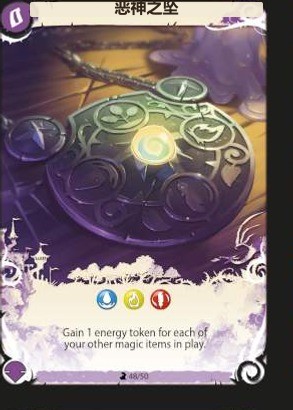 恶神之坠
Gain 1 energy token for each of
your other magic items in play.
48/50